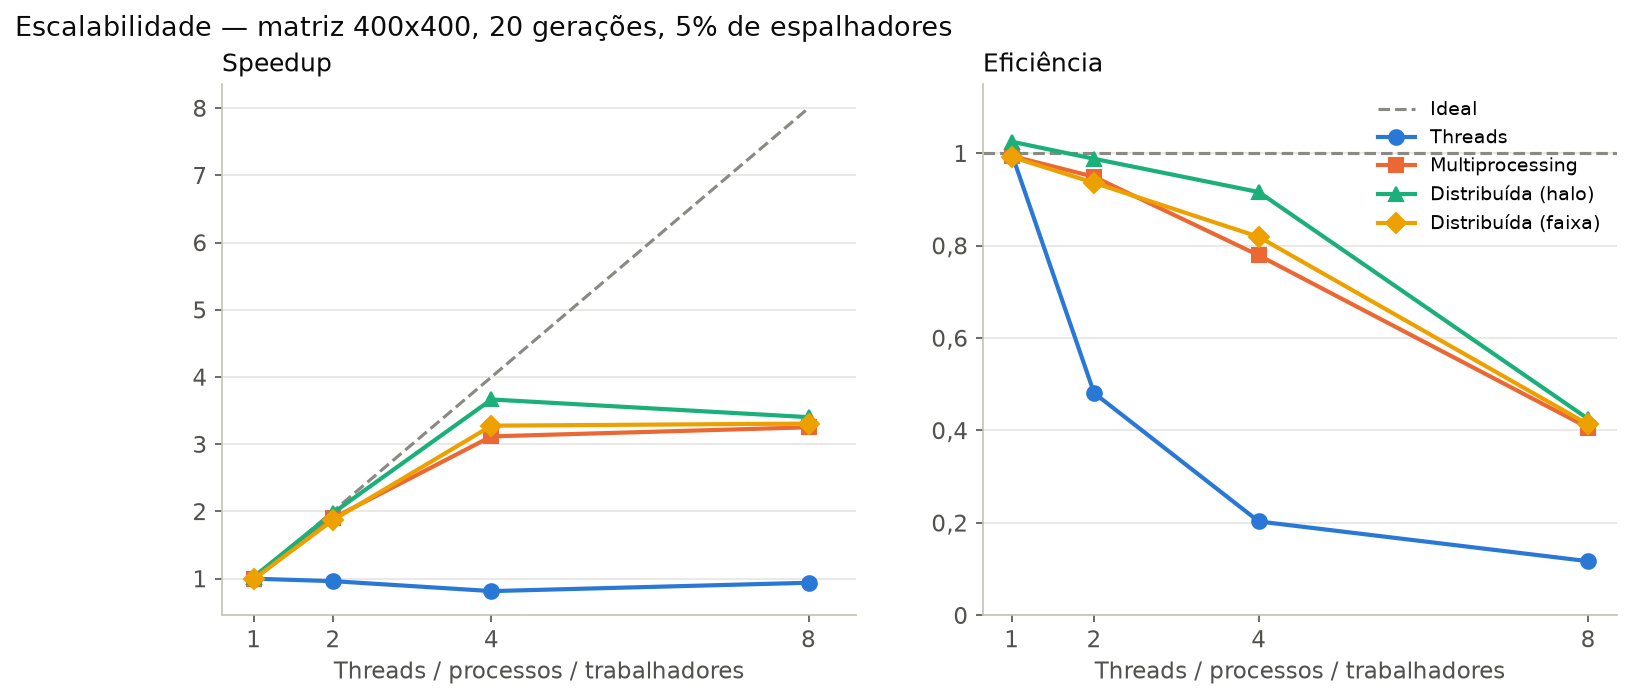 Escalabilidade — matriz 400x400, 20 gerações, 5% de espalhadores
Speedup
8
7
6
5
4
3
2
1
1 2 4 8
Threads / processos / trabalhadores
Eficiência
Ideal
Threads
Multiprocessing
Distribuída (halo)
Distribuída (faixa)
1
0,8
0,6
0,4
0,2
0
1 2 4 8
Threads / processos / trabalhadores